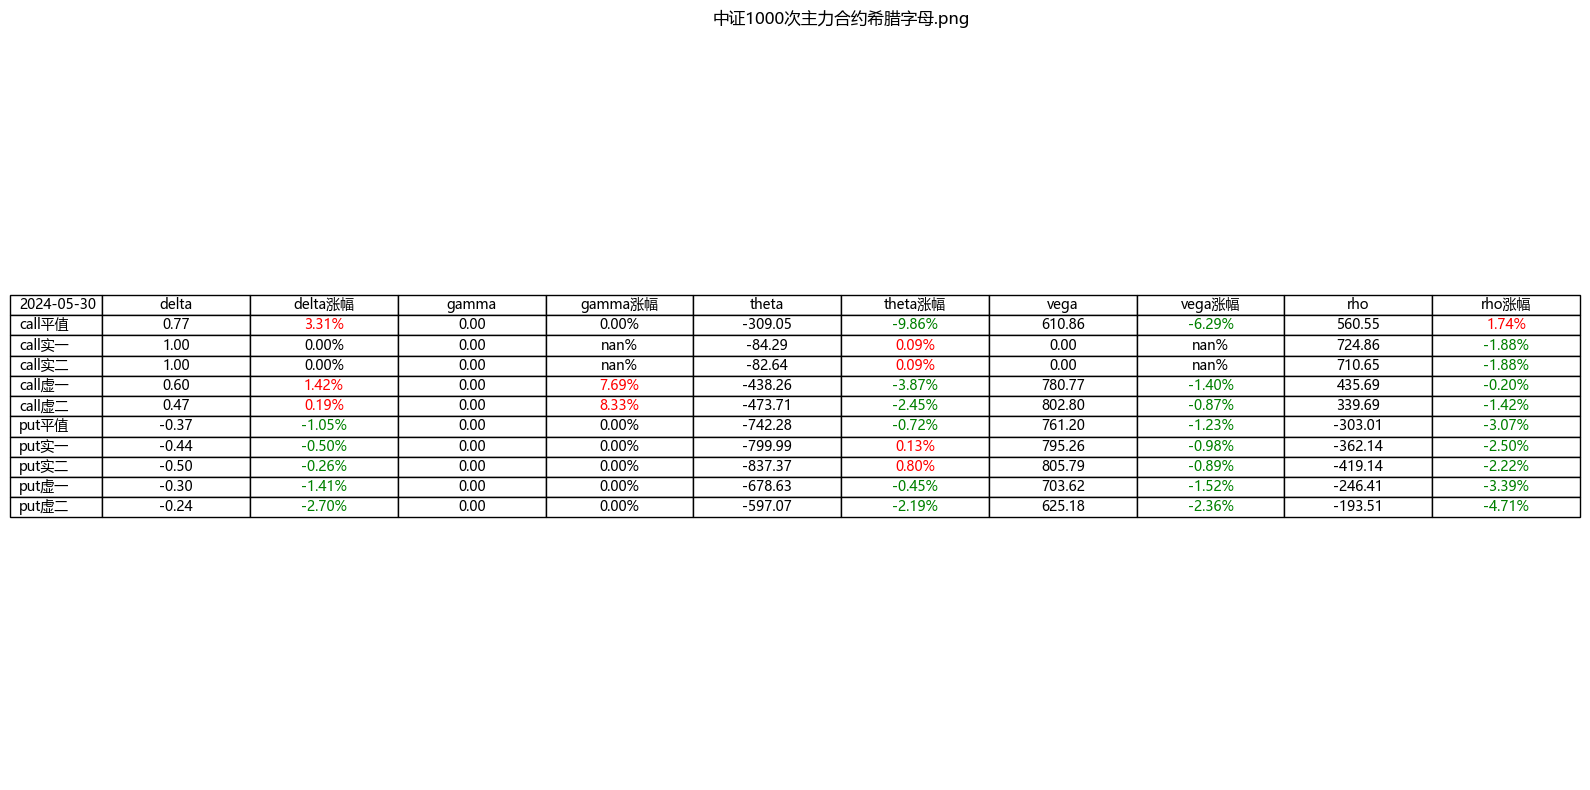 中证1000次主力合约希腊字母.png
2024-05-30 delta delta涨幅 gamma gamma涨幅 theta theta涨幅 vega vega涨幅 rho rho涨幅
call平值 0.77 3.31% 0.00 0.00% -309.05 -9.86% 610.86 -6.29% 560.55 1.74%
call实一 1.00 0.00% 0.00 nan% -84.29 0.09% 0.00 nan% 724.86 -1.88%
call实二 1.00 0.00% 0.00 nan% -82.64 0.09% 0.00 nan% 710.65 -1.88%
call虚一 0.60 1.42% 0.00 7.69% -438.26 -3.87% 780.77 -1.40% 435.69 -0.20%
call虚二 0.47 0.19% 0.00 8.33% -473.71 -2.45% 802.80 -0.87% 339.69 -1.42%
put平值 -0.37 -1.05% 0.00 0.00% -742.28 -0.72% 761.20 -1.23% -303.01 -3.07%
put实一 -0.44 -0.50% 0.00 0.00% -799.99 0.13% 795.26 -0.98% -362.14 -2.50%
put实二 -0.50 -0.26% 0.00 0.00% -837.37 0.80% 805.79 -0.89% -419.14 -2.22%
put虚一 -0.30 -1.41% 0.00 0.00% -678.63 -0.45% 703.62 -1.52% -246.41 -3.39%
put虚二 -0.24 -2.70% 0.00 0.00% -597.07 -2.19% 625.18 -2.36% -193.51 -4.71%